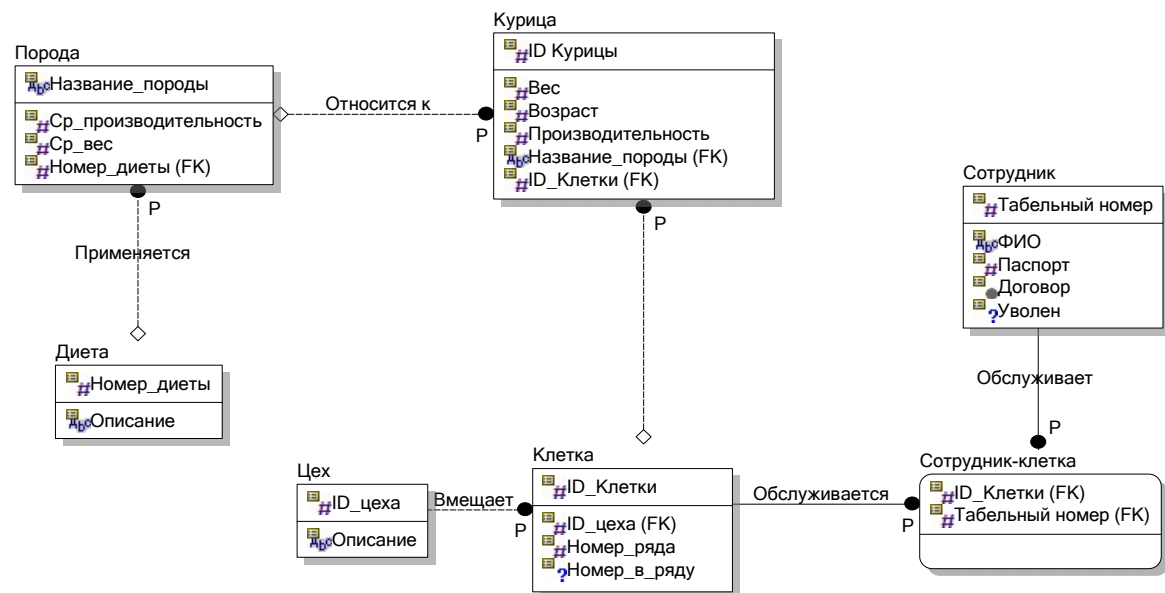 Порода
Название_породы
Ср_производительность
Ср_вес
Номер_диеты (FK)
Относится к
P
Курица
ID Курицы
Вес
Возраст
Производительность
Название_породы (FK)
ID_Клетки (FK)
P
P
Применяется
Диета
Номер_диеты
Описание
Сотрудник
Табельный номер
ФИО
Паспорт
Договор
Уволен
Обслуживает
P
Цех
ID_цеха
Описание
Вмещает
P
Клетка
ID_Клетки
ID_цеха (FK)
Номер_ряда
Номер_в_ряду
Обслуживается
P
Сотрудник-клетка
ID_Клетки (FK)
Табельный номер (FK)